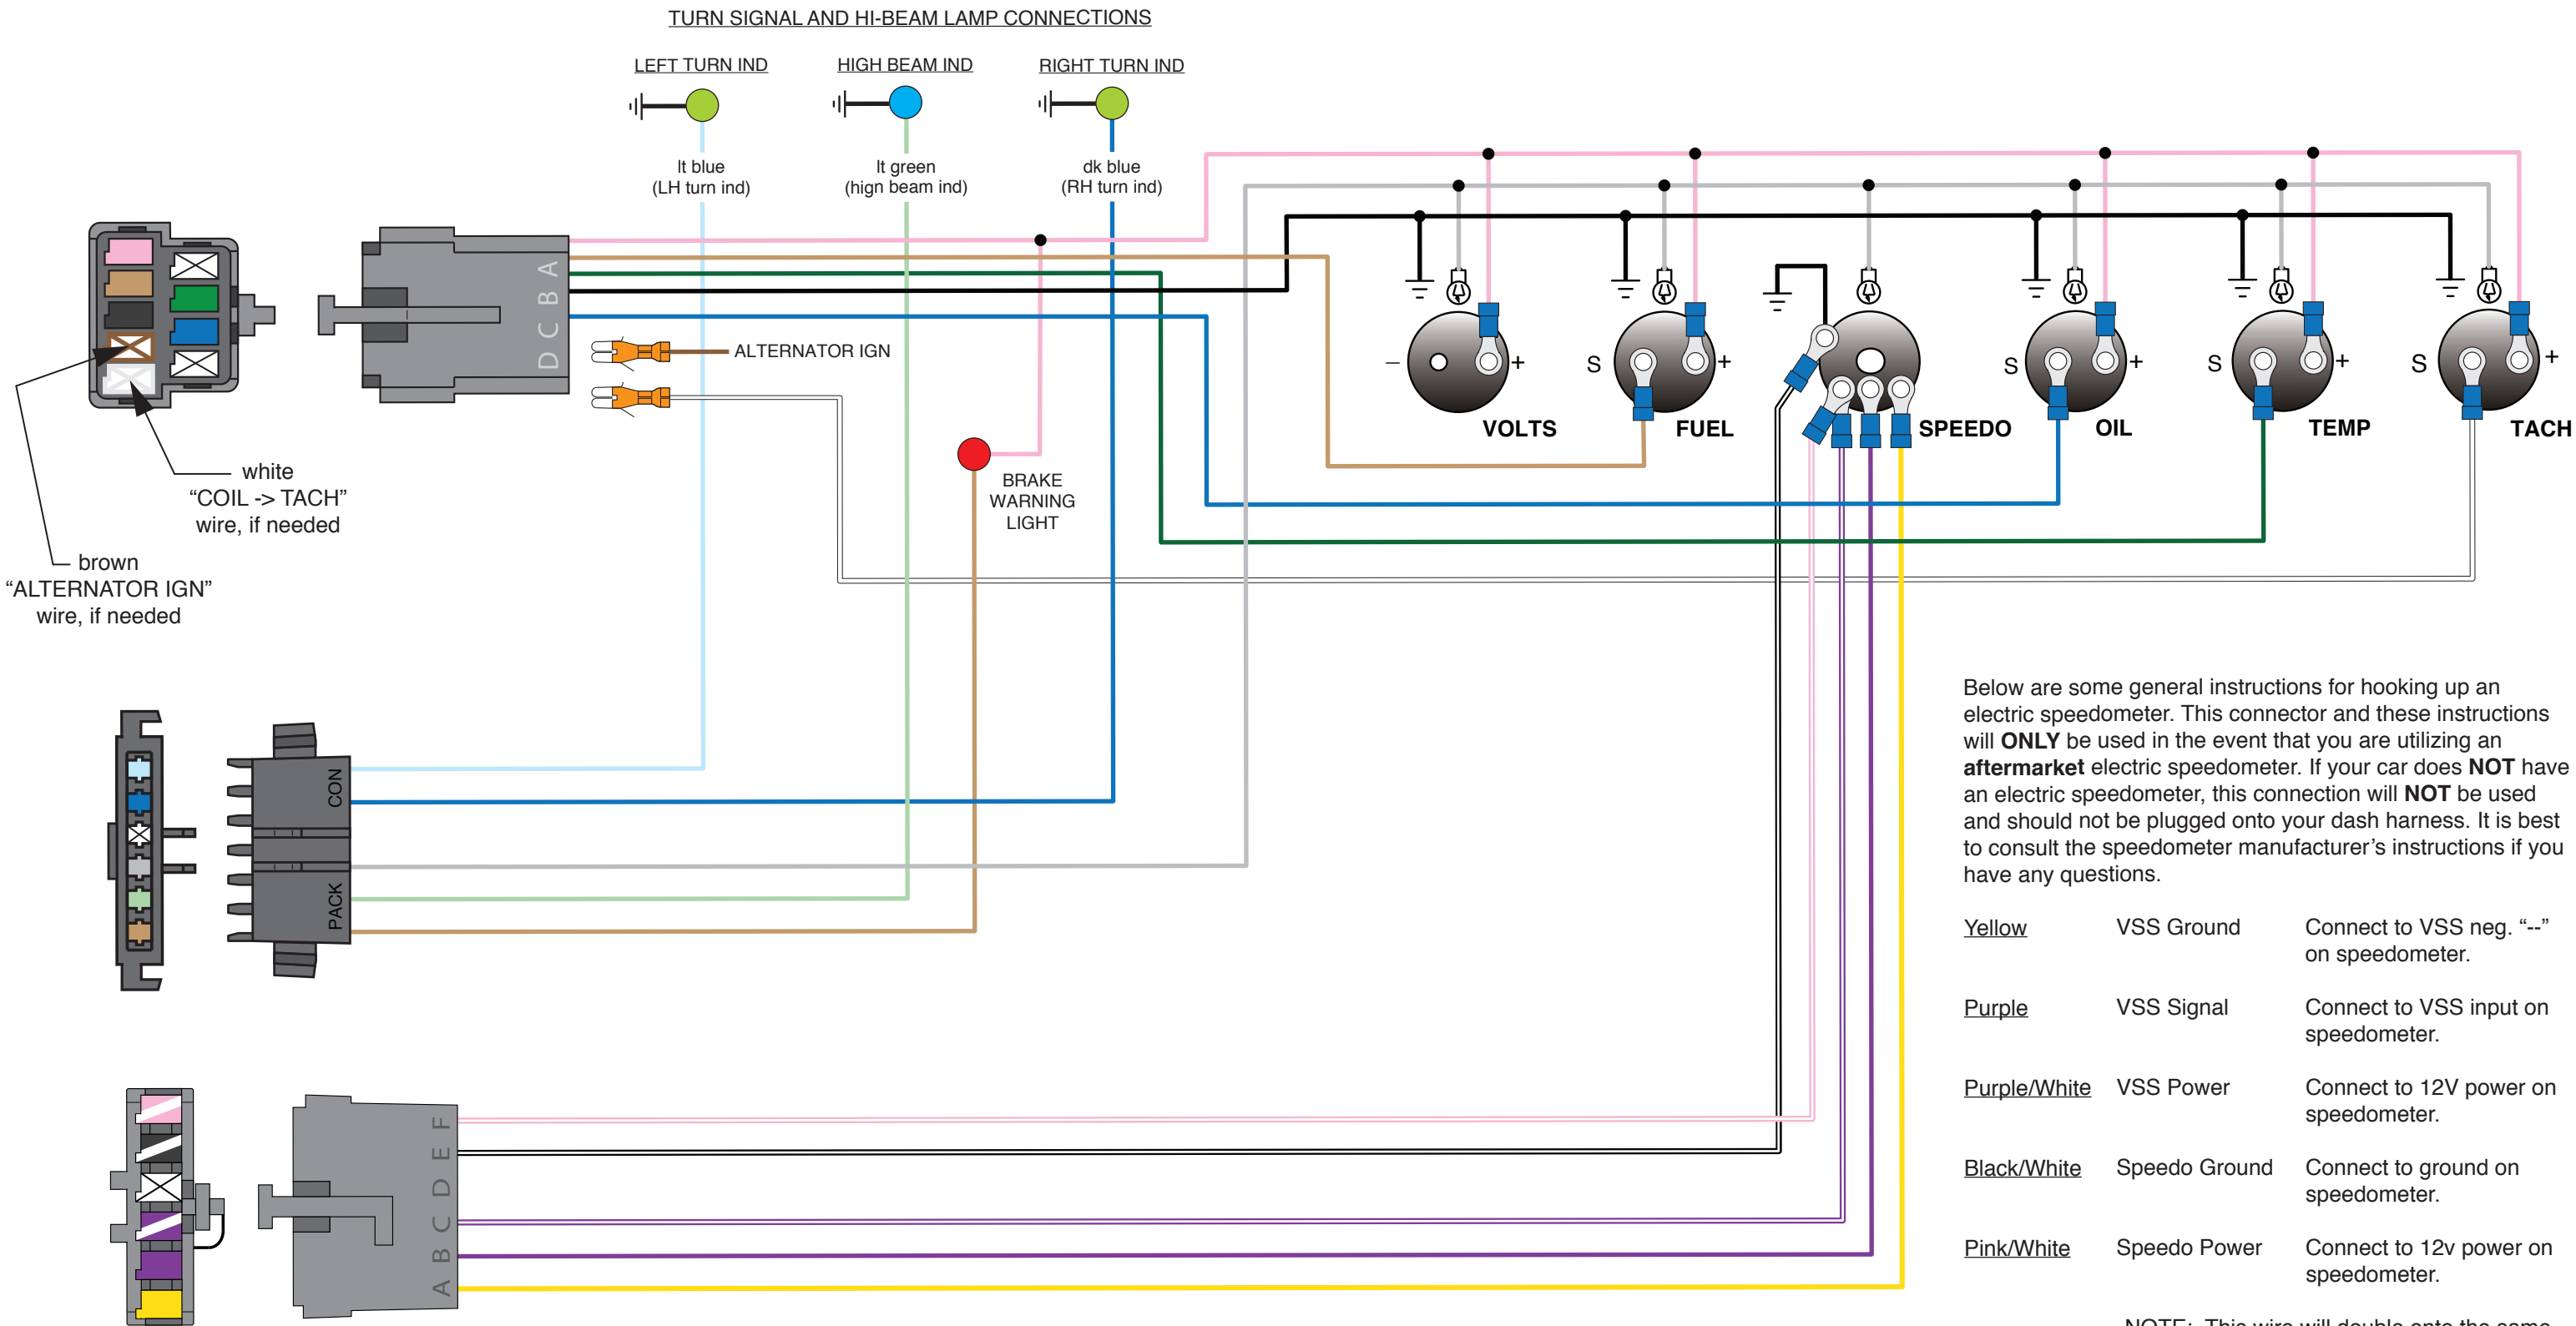 TURN SIGNAL AND HI-BEAM LAMP CONNECTIONS
LEFT TURN IND
HIGH BEAM IND
RIGHT TURN IND
lt blue
(LH turn ind)
lt green
(hign beam ind)
dk blue
(RH turn ind)
A
B
C
D
ALTERNATOR IGN
white
“COIL -> TACH”
wire, if needed
brown
“ALTERNATOR IGN”
wire, if needed
BRAKE
WARNING
LIGHT
–
+
VOLTS
S
+
FUEL
SPEEDO
S
+
OIL
S
+
TEMP
S
+
TACH
CON
PACK
F
E
D
C
B
A
Below are some general instructions for hooking up an
electric speedometer. This connector and these instructions
will ONLY be used in the event that you are utilizing an
aftermarket electric speedometer. If your car does NOT have
an electric speedometer, this connection will NOT be used
and should not be plugged onto your dash harness. It is best
to consult the speedometer manufacturer’s instructions if you
have any questions.
Yellow VSS Ground Connect to VSS neg. “--”
on speedometer.
Purple VSS Signal Connect to VSS input on
speedometer.
Purple/White VSS Power Connect to 12V power on
speedometer.
Black/White Speedo Ground Connect to ground on
speedometer.
Pink/White Speedo Power Connect to 12v power on
speedometer.
NOTE: This wire will double onto the same